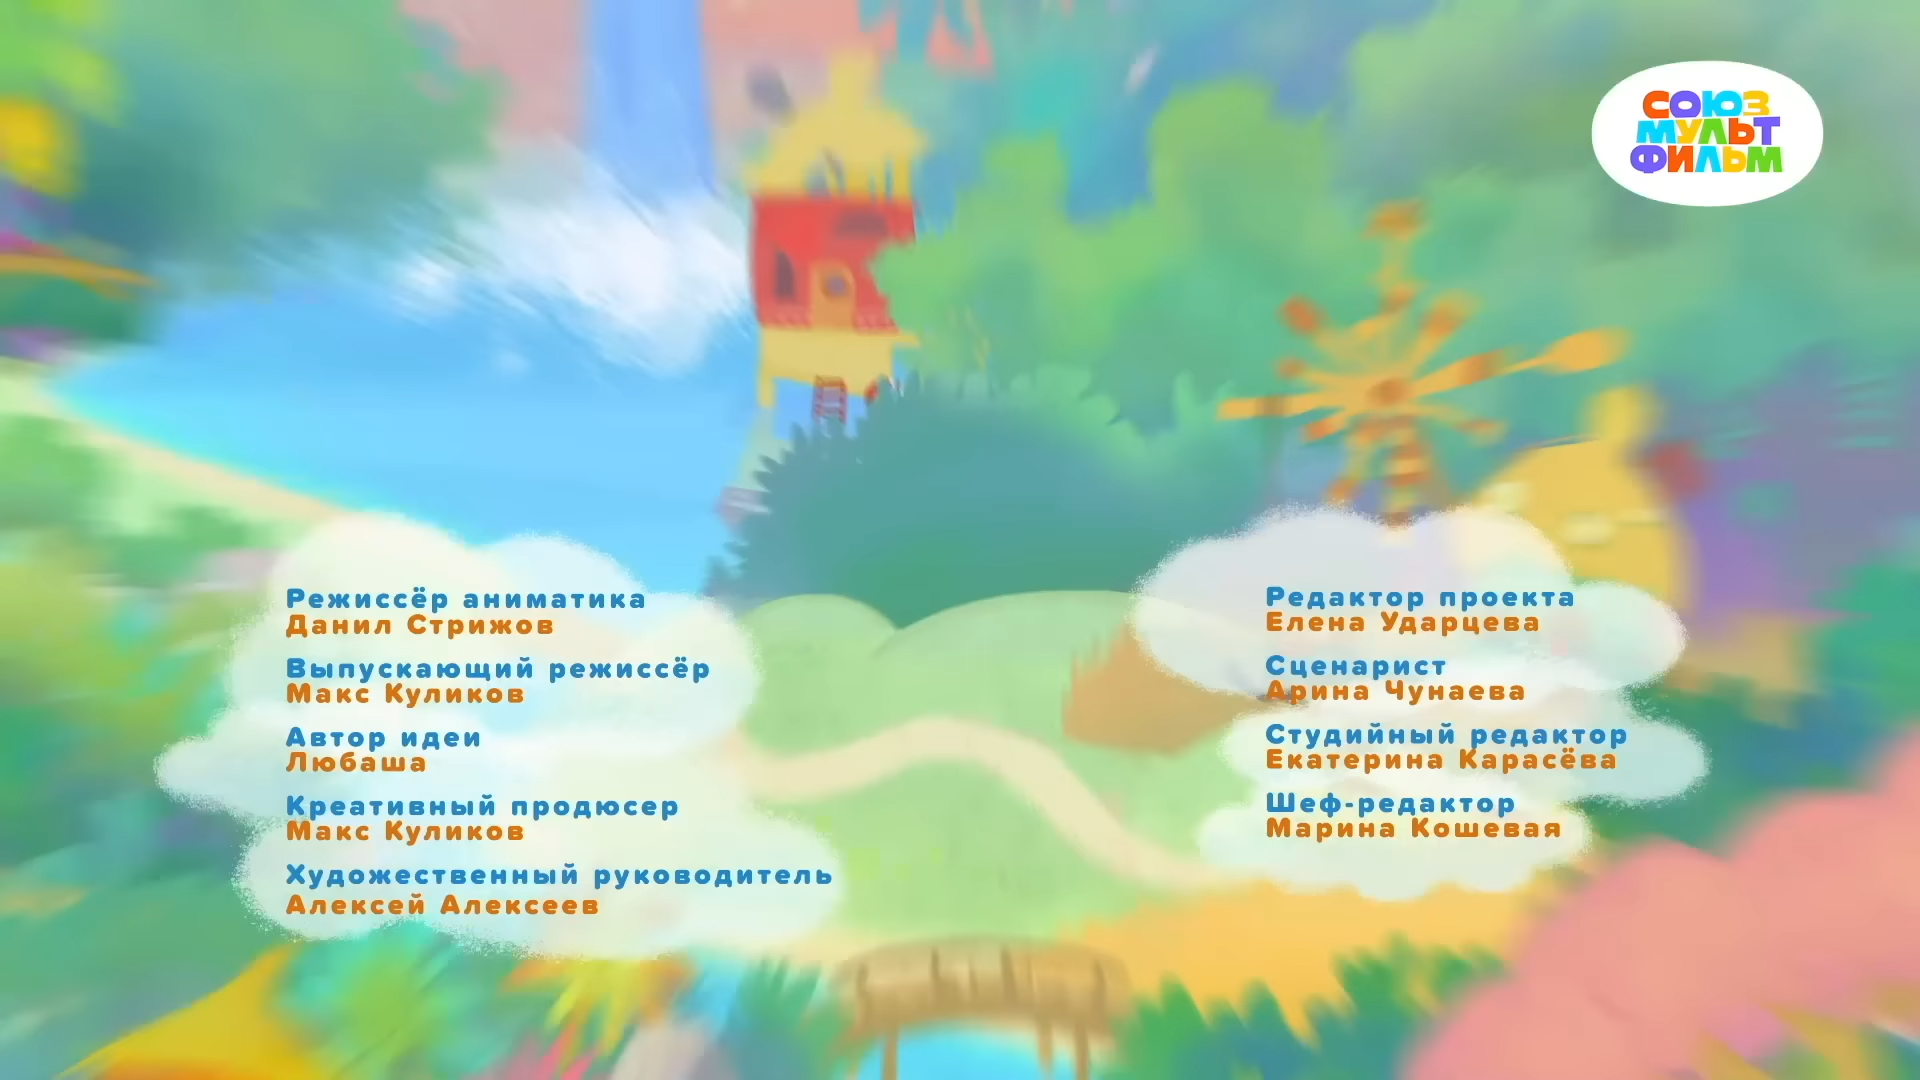 СОЮЗ
МУЛЬТ
ФИЛЬМ
Режиссёр аниматика
Данил Стрижов
Выпускающий режиссёр
Макс Куликов
Автор идеи
Любаша
Креативный продюсер
Макс Куликов
Художественный руководитель
Алексей Алексеев
Редактор проекта
Елена Ударцева
Сценарист
Арина Чунаева
Студийный редактор
Екатерина Карасёва
Шеф-редактор
Марина Кошевая